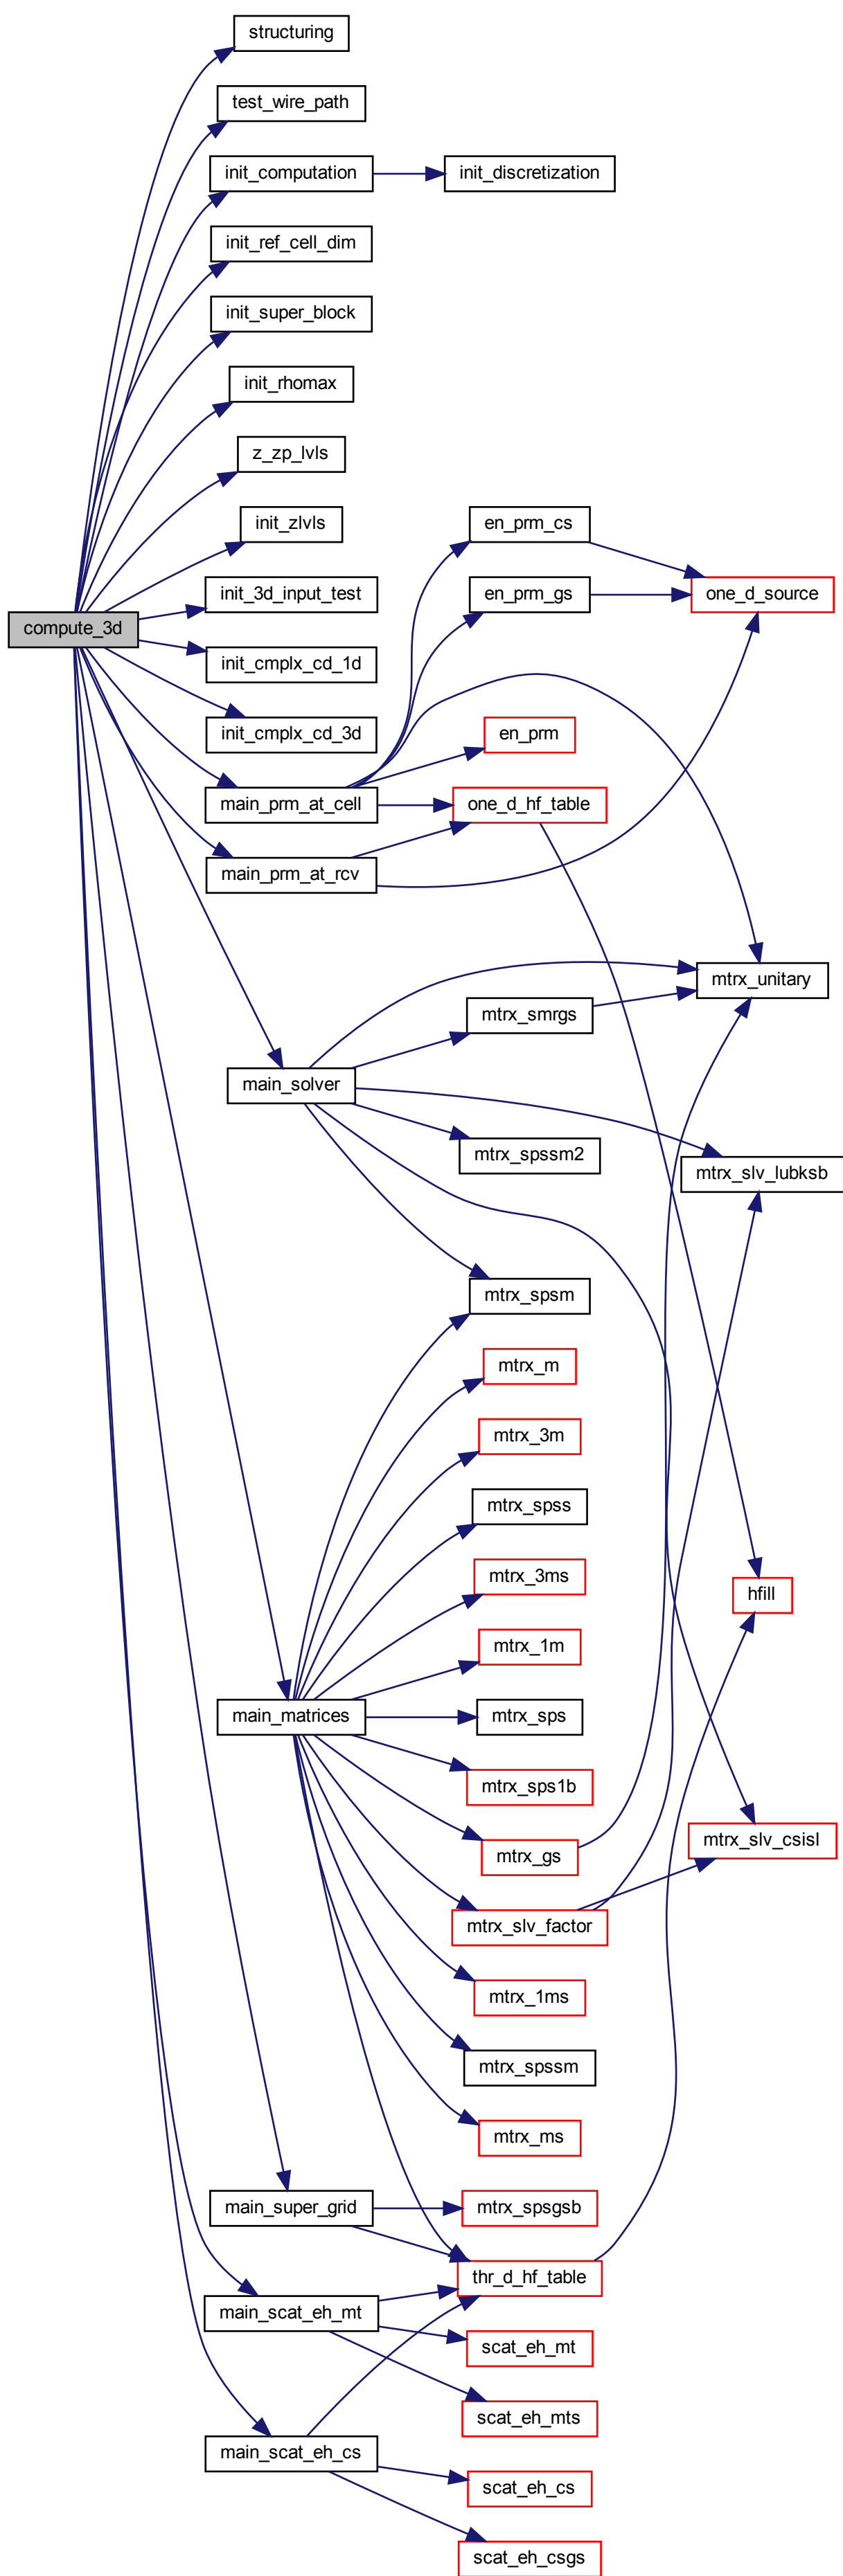 structuring
test_wire_path
init_computation
init_discretization
init_ref_cell_dim
init_super_block
init_rhomax
z_zp_lvls
init_zlvls
en_prm_cs
init_3d_input_test
en_prm_gs
one_d_source
compute_3d
init_cmplx_cd_1d
init_cmplx_cd_3d
en_prm
main_prm_at_cell
one_d_hf_table
main_prm_at_rcv
mtrx_unitary
mtrx_smrgs
main_solver
mtrx_spssm2
mtrx_slv_lubksb
mtrx_spsm
mtrx_m
mtrx_3m
mtrx_spss
mtrx_3ms
hfill
mtrx_1m
main_matrices
mtrx_sps
mtrx_sps1b
mtrx_gs
mtrx_slv_csisl
mtrx_slv_factor
mtrx_1ms
mtrx_spssm
mtrx_ms
main_super_grid
mtrx_spsgsb
thr_d_hf_table
main_scat_eh_mt
scat_eh_mt
scat_eh_mts
main_scat_eh_cs
scat_eh_cs
scat_eh_csgs